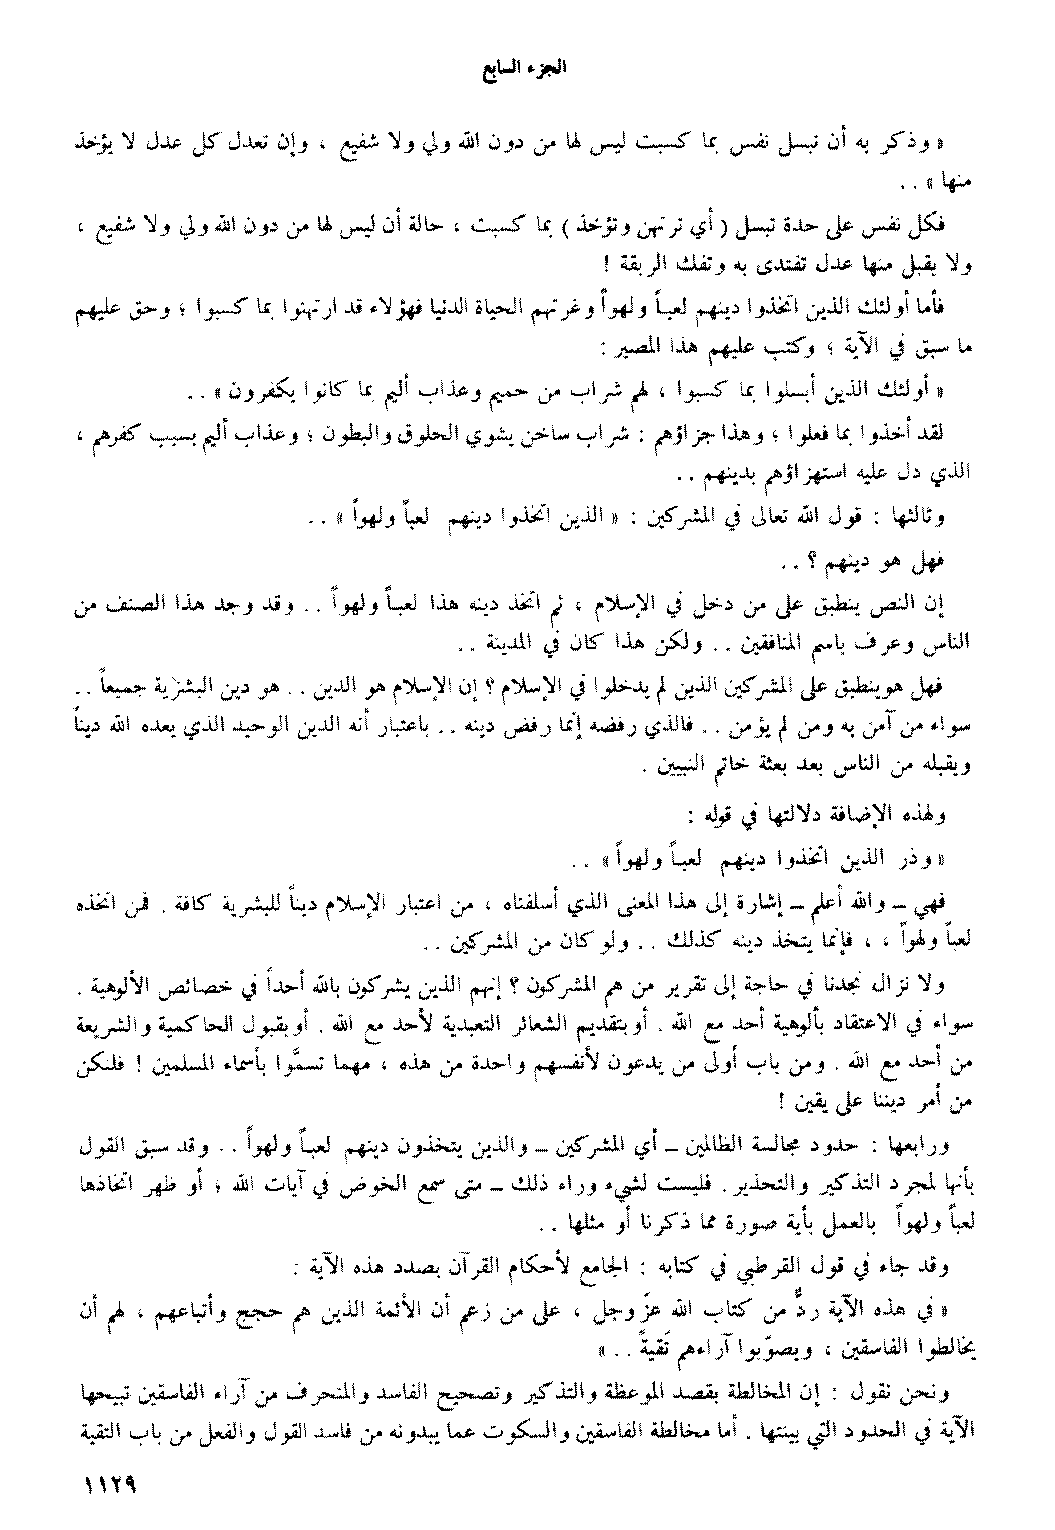 الجزء السابع
« وذكر به أن تبسل نفس بما كسبت ليس لها من دون الله ولي ولا شفيع ، وإن تعدل كل عدل لا يؤخذ
منها » . .
فكل نفس على حدة تبسل ( أي ترتهن وتؤخذ ) بما كسبت ، حالة أن ليس لها من دون الله ولي ولا شفيع ،
ولا يقبل منها عدل تفتدى به وتفك الربقة !
فأما أولئك الذين اتخذوا دينهم لعباً ولهواً وغرتهم الحياة الدنيا فهؤلاء قد ارتهنوا بما كسبوا ؛ وحق عليهم
ما سبق في الآية ؛ وكتب عليهم هذا المصير :
« أولئك الذين أبسلوا بما كسبوا ، لهم شراب من حميم وعذاب أليم بما كانوا يكفرون » . .
لقد أخذوا بما فعلوا ؛ وهذا جزاؤهم : شراب ساخن يشوي الحلوق والبطون ؛ وعذاب أليم بسبب كفرهم ،
الذي دل عليه استهزاؤهم بدينهم . .
وثالثها : قول الله تعالى في المشركين : « الذين اتخذوا دينهم لعباً ولهواً » . .
فهل هو دينهم ؟ . .
إن النص ينطبق على من دخل في الإسلام ، ثم اتخذ دينه هذا لعباً ولهواً . . وقد وجد هذا الصنف من
الناس وعرف باسم المنافقين . . ولكن هذا كان في المدينة . .
فهل هو ينطبق على المشركين الذين لم يدخلوا في الإسلام ؟ إن الإسلام هو الدين . . هو دين البشرية جميعاً . .
سواء من آمن به ومن لم يؤمن . . فالذي رفضه إنما رفض دينه . . باعتبار أنه الدين الوحيد الذي يعده الله ديناً
ويقبله من الناس بعد بعثة خاتم النبيين .
ولهذه الإضافة دلالتها في قوله :
« وذر الذين اتخذوا دينهم لعباً ولهواً » . .
فهي – والله أعلم – إشارة إلى هذا المعنى الذي أسلفناه ، من اعتبار الإسلام ديناً للبشرية كافة . فمن اتخذه
لعباً ولهواً ، ، فإنما يتخذ دينه كذلك . . ولو كان من المشركين . .
ولا نزال نجدنا في حاجة إلى تقرير من هم المشركون ؟ إنهم الذين يشركون بالله أحداً في خصائص الألوهية .
سواء في الاعتقاد بألوهية أحد مع الله . أو بتقديم الشعائر التعبدية لأحد مع الله . أو بقبول الحاكمية والشريعة
من أحد مع الله . ومن باب أولى من يدعون لأنفسهم واحدة من هذه ، مهما تسمَّوا بأسماء المسلمين ! فلنكن
من أمر ديننا على يقين !
ورابعها : حدود مجالسة الظالمين – أي المشركين – والذين يتخذون دينهم لعباً ولهواً . . وقد سبق القول
بأنها لمجرد التذكير والتحذير . فليست لشيء وراء ذلك – متى سمع الخوض في آيات الله ؛ أو ظهر اتخاذها
لعباً ولهواً بالعمل بأية صورة مما ذكرنا أو مثلها . .
وقد جاء في قول القرطبي في كتابه : الجامع لأحكام القرآن بصدد هذه الآية :
« في هذه الآية ردٌّ من كتاب الله عزّ وجل ، على من زعم أن الأئمة الذين هم حجج وأتباعهم ، لهم أن
يخالطوا الفاسقين ، ويصوّبوا آراءهم تَقيةً . . »
ونحن نقول : إن المخالطة بقصد الموعظة والتذكير وتصحيح الفاسد والمنحرف من آراء الفاسقين تبيحها
الآية في الحدود التي بينتها . أما مخالطة الفاسقين والسكوت عما يبدونه من فاسد القول والفعل من باب التقية
١١٢٩